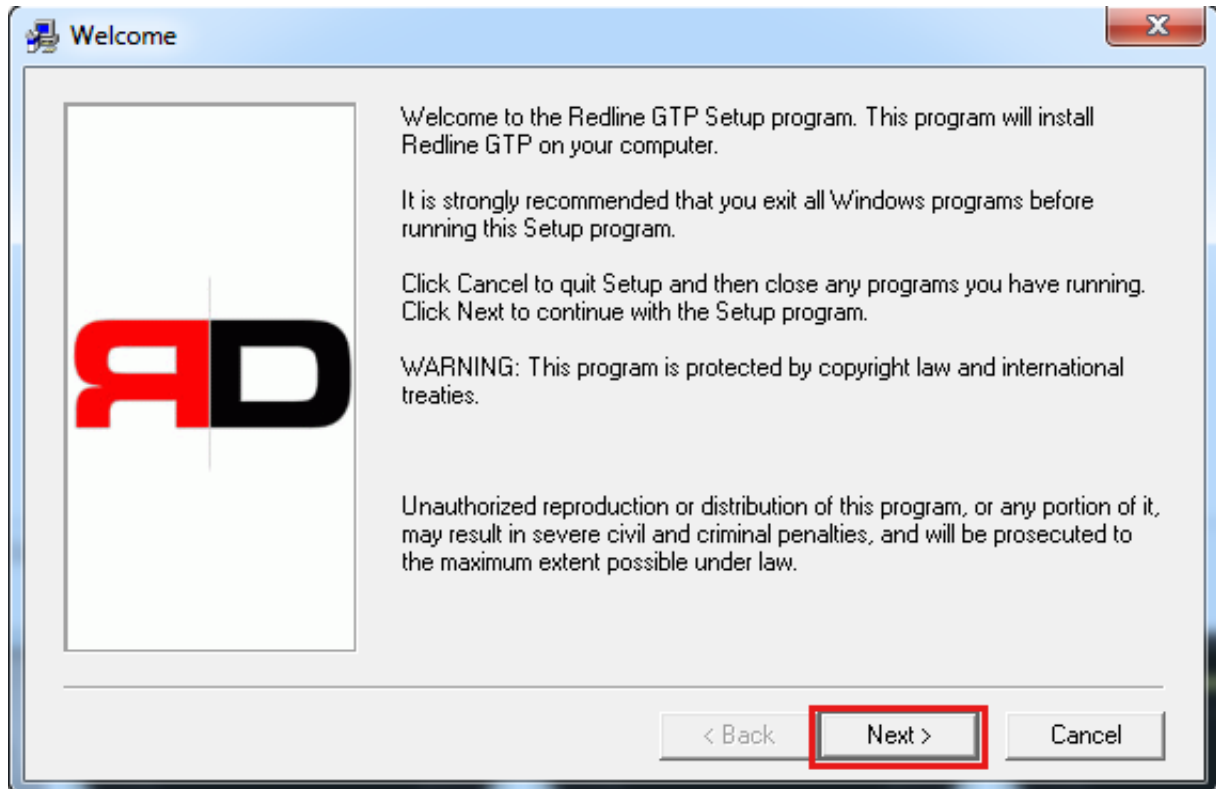 Welcome
Welcome to the Redline GTP Setup program. This program will install
Redline GTP on your computer.
It is strongly recommended that you exit all Windows programs before
running this Setup program.
Click Cancel to quit Setup and then close any programs you have running.
Click Next to continue with the Setup program.
WARNING: This program is protected by copyright law and international
treaties.
RD
Unauthorized reproduction or distribution of this program, or any portion of it,
may result in severe civil and criminal penalties, and will be prosecuted to
the maximum extent possible under law.
< Back
Next >
Cancel